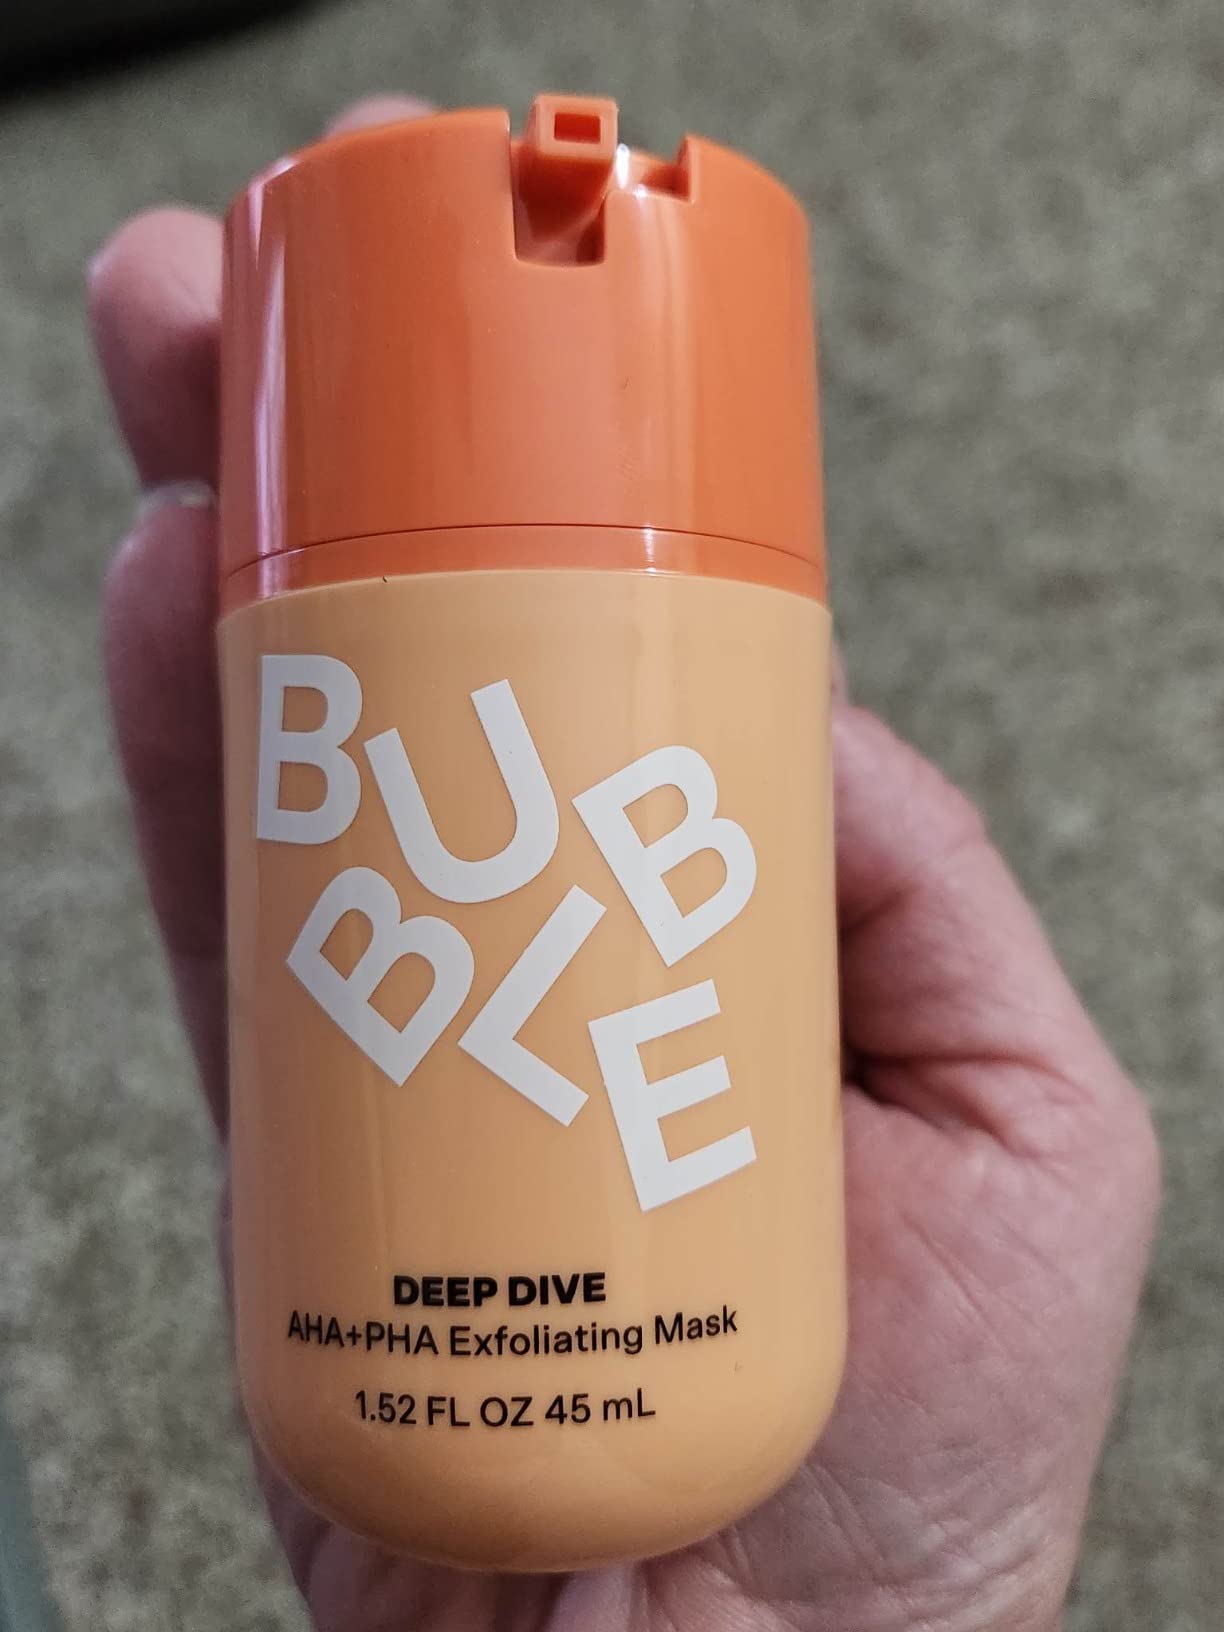 BUBBLE
DEEP DIVE
AHA+PHA Exfoliating Mask
1.52 FL OZ 45 mL